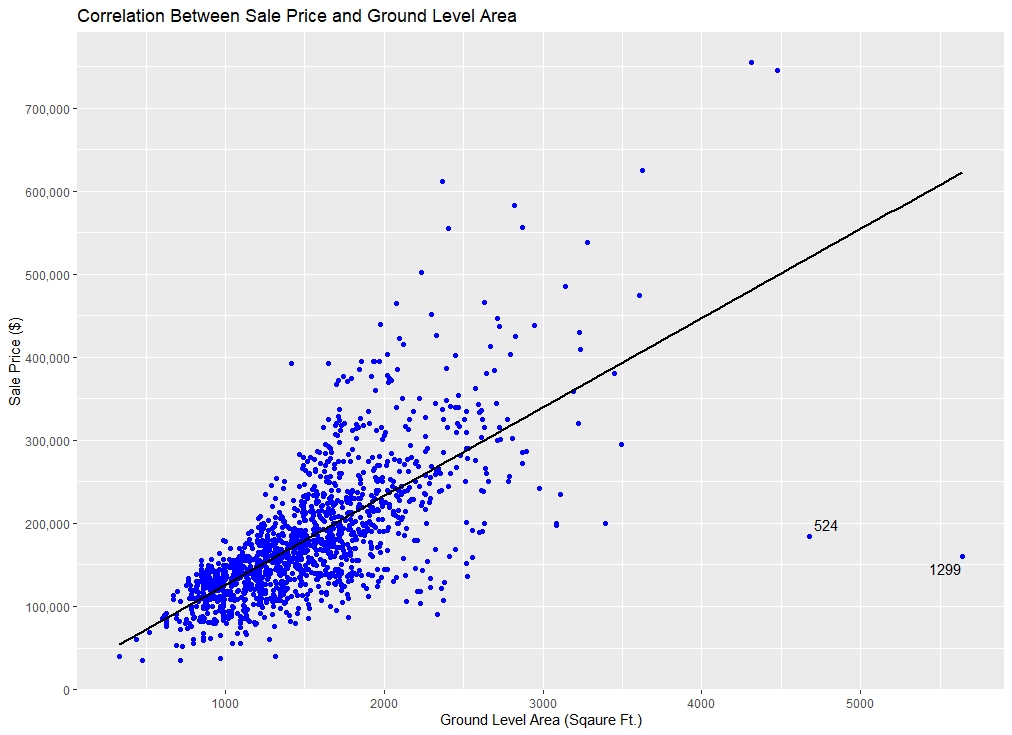 Correlation Between Sale Price and Ground Level Area
Sale Price ($)
700,000
600,000
500,000
400,000
300,000
200,000
100,000
0
524
1299
1000 2000 3000 4000 5000
Ground Level Area (Sqaure Ft.)